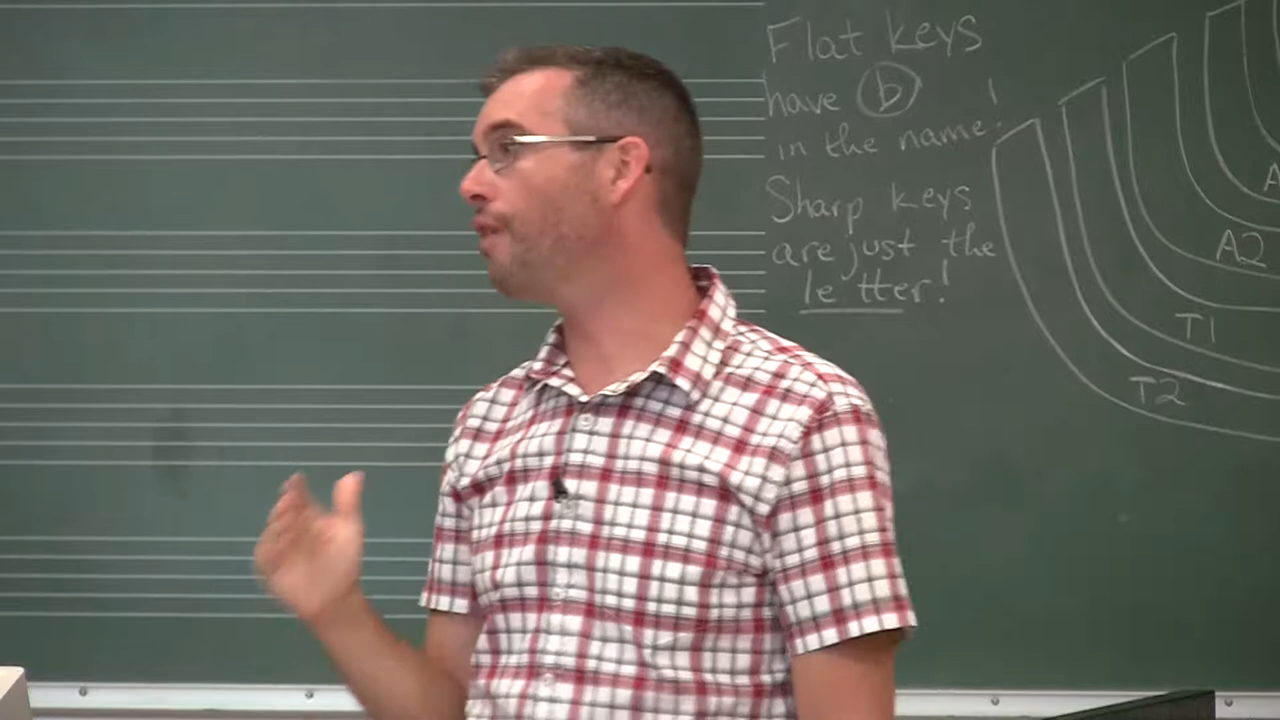 Flat keys
have b
in the name!
Sharp keys
are just the
letter!
A
A2
T1
T2